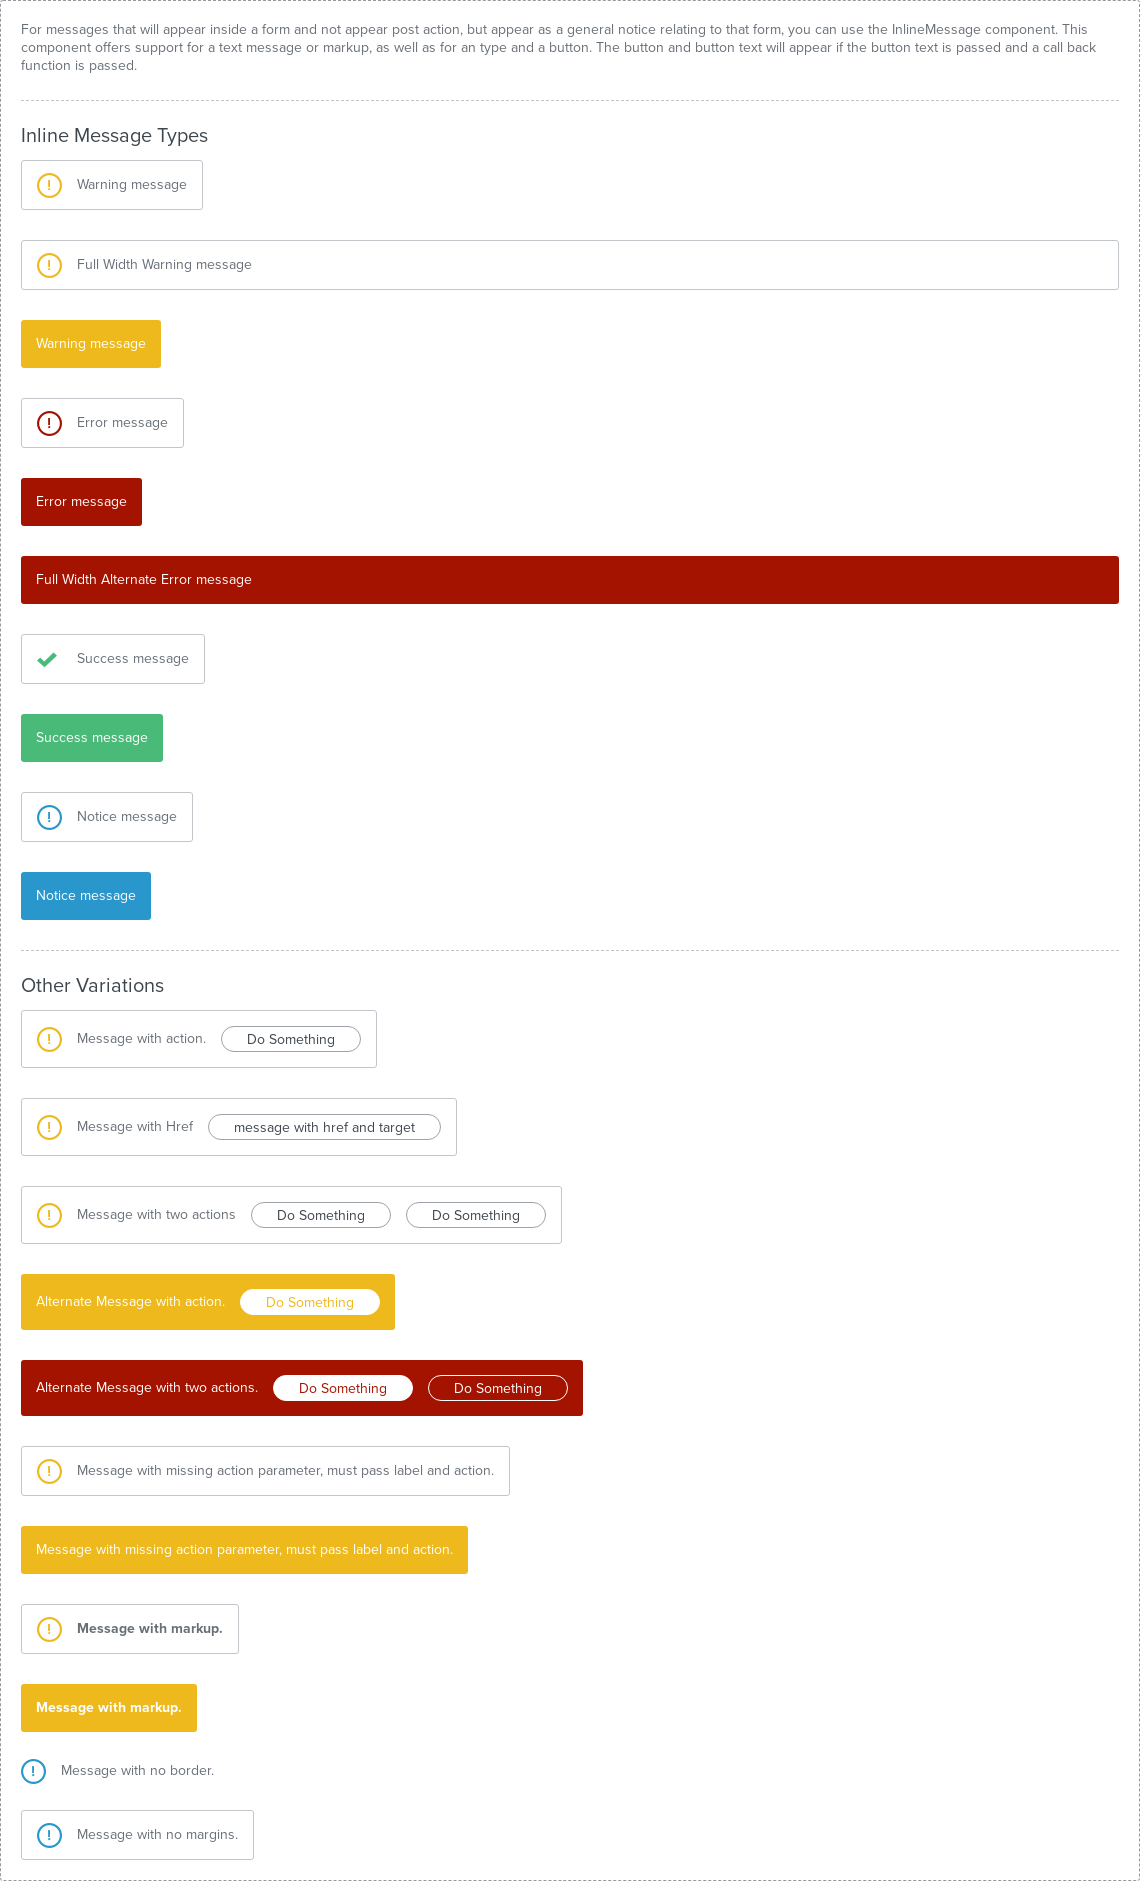 For messages that will appear inside a form and not appear post action, but appear as a general notice relating to that form, you can use the InlineMessage component. This
component offers support for a text message or markup, as well as for an type and a button. The button and button text will appear if the button text is passed and a call back
function is passed.
Inline Message Types
Warning message
Full Width Warning message
Warning message
Error message
Error message
Full Width Alternate Error message
Success message
Success message
Notice message
Notice message
Other Variations
Message with action. Do Something
Message with Href message with href and target
Message with two actions Do Something Do Something
Alternate Message with action. Do Something
Alternate Message with two actions. Do Something Do Something
Message with missing action parameter, must pass label and action.
Message with missing action parameter, must pass label and action.
Message with markup.
Message with markup.
Message with no border.
Message with no margins.